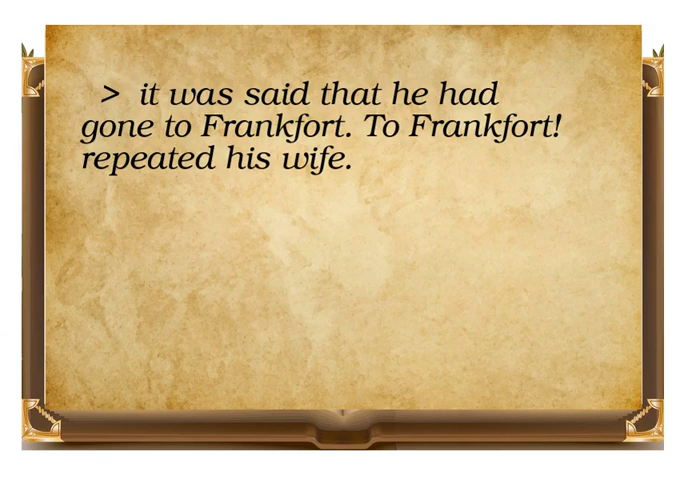 > it was said that he had
gone to Frankfort. To Frankfort!
repeated his wife.